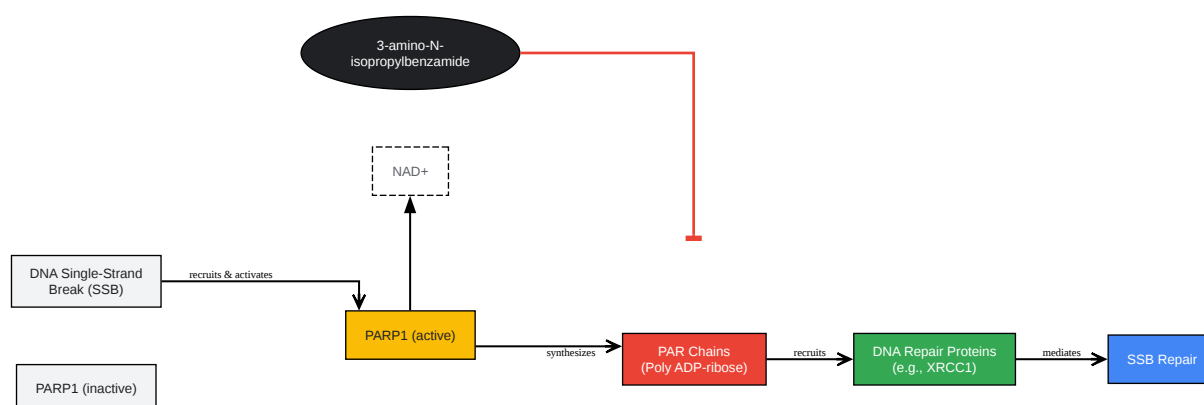 3-amino-N-
isopropylbenzamide
NAD+
DNA Single-Strand
Break (SSB)
recruits & activates
PARP1 (active)
synthesizes
PAR Chains
(Poly ADP-ribose)
recruits
DNA Repair Proteins
(e.g., XRCC1)
mediates
SSB Repair
PARP1 (inactive)